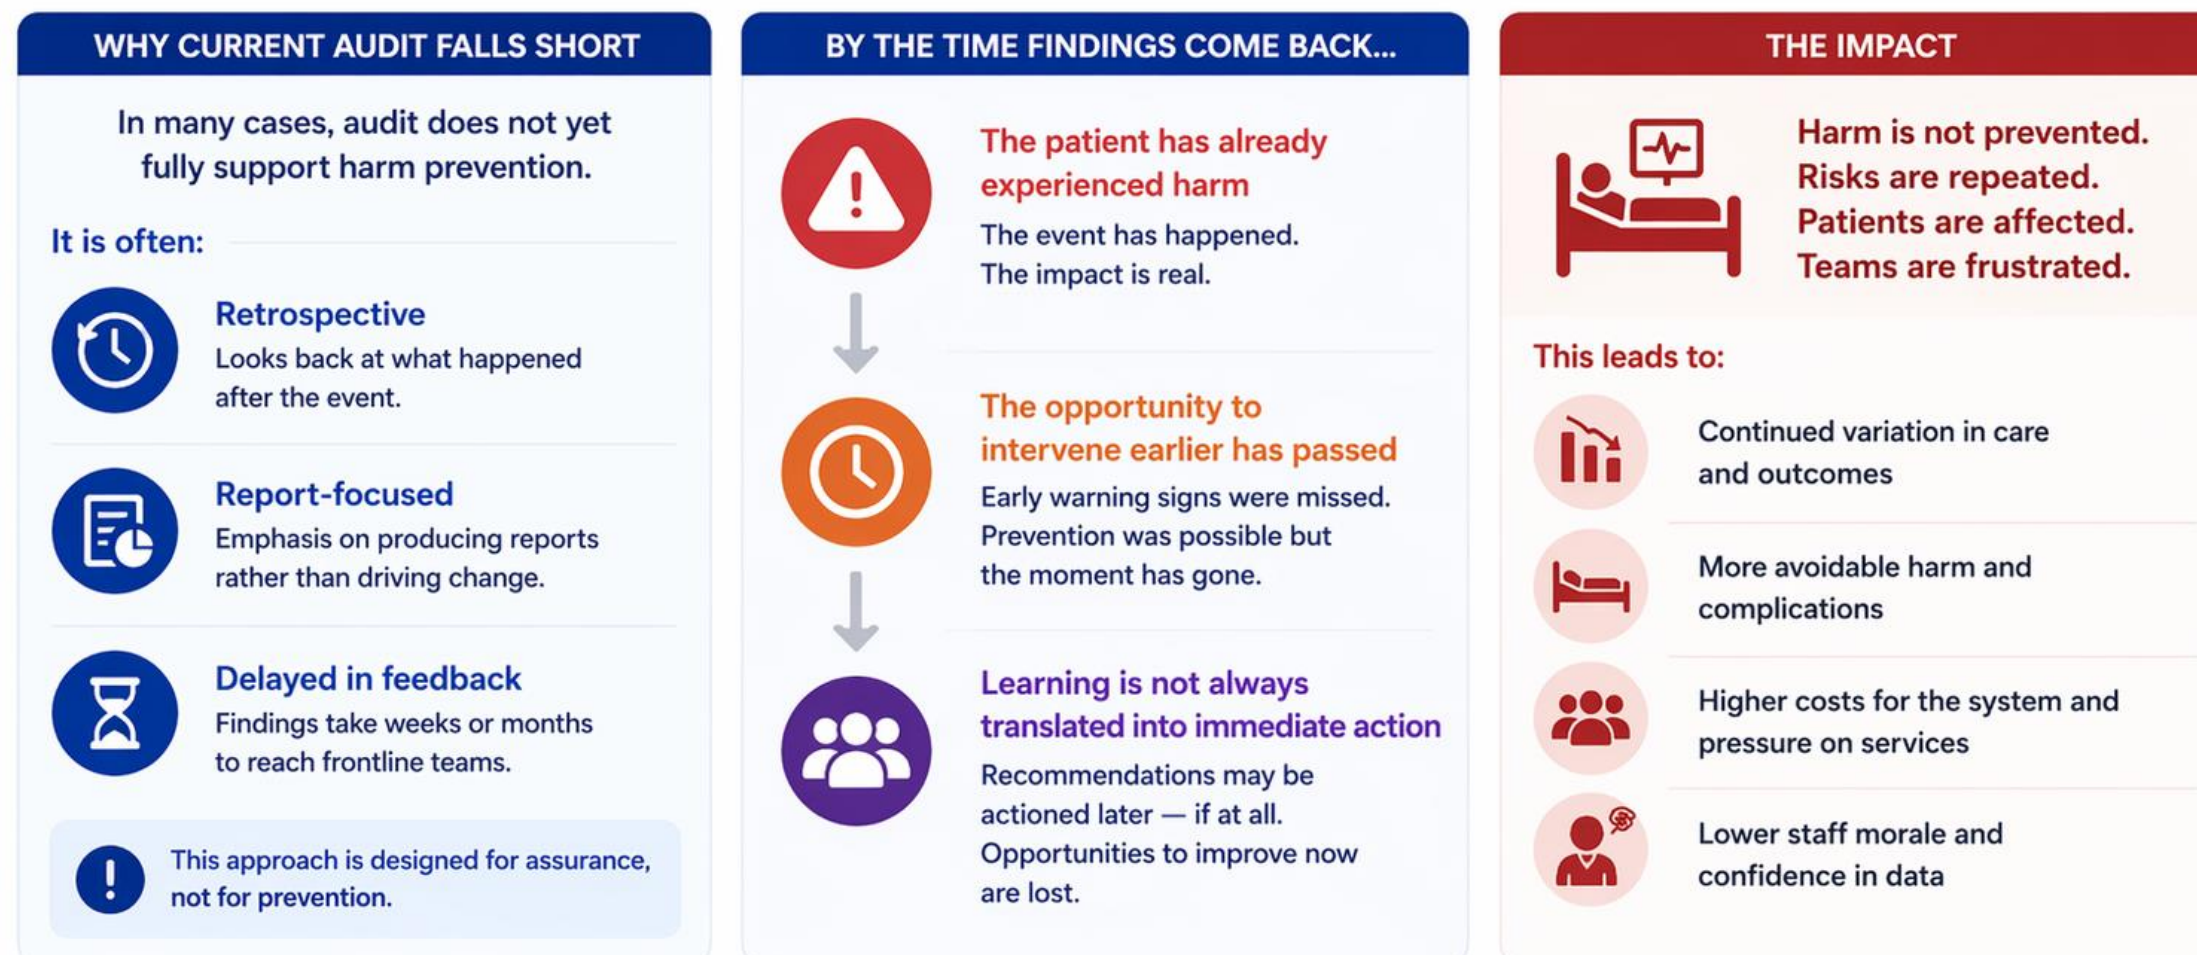 WHY CURRENT AUDIT FALLS SHORT
In many cases, audit does not yet
fully support harm prevention.
It is often:
Retrospective
Looks back at what happened
after the event.
Report-focused
Emphasis on producing reports
rather than driving change.
Delayed in feedback
Findings take weeks or months
to reach frontline teams.
This approach is designed for assurance,
not for prevention.
BY THE TIME FINDINGS COME BACK...
The patient has already
experienced harm
The event has happened.
The impact is real.
The opportunity to
intervene earlier has passed
Early warning signs were missed.
Prevention was possible but
the moment has gone.
Learning is not always
translated into immediate action
Recommendations may be
actioned later — if at all.
Opportunities to improve now
are lost.
THE IMPACT
Harm is not prevented.
Risks are repeated.
Patients are affected.
Teams are frustrated.
This leads to:
Continued variation in care
and outcomes
More avoidable harm and
complications
Higher costs for the system and
pressure on services
Lower staff morale and
confidence in data